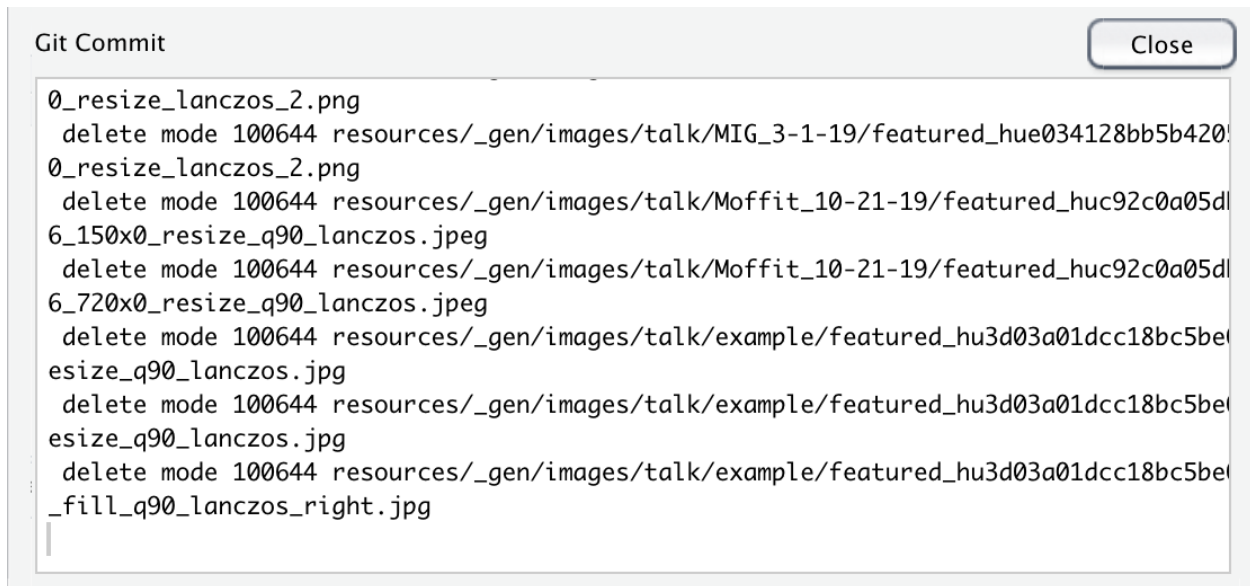 Git Commit
Close
0_resize_lanczos_2.png
delete mode 100644 resources/_gen/images/talk/MIG_3-1-19/featured_hue034128bb5b420
0_resize_lanczos_2.png
delete mode 100644 resources/_gen/images/talk/Moffit_10-21-19/featured_huc92c0a05d
6_150x0_resize_q90_lanczos.jpeg
delete mode 100644 resources/_gen/images/talk/Moffit_10-21-19/featured_huc92c0a05d
6_720x0_resize_q90_lanczos.jpeg
delete mode 100644 resources/_gen/images/talk/example/featured_hu3d03a01dcc18bc5be
esize_q90_lanczos.jpg
delete mode 100644 resources/_gen/images/talk/example/featured_hu3d03a01dcc18bc5be
esize_q90_lanczos.jpg
delete mode 100644 resources/_gen/images/talk/example/featured_hu3d03a01dcc18bc5be
_fill_q90_lanczos_right.jpg